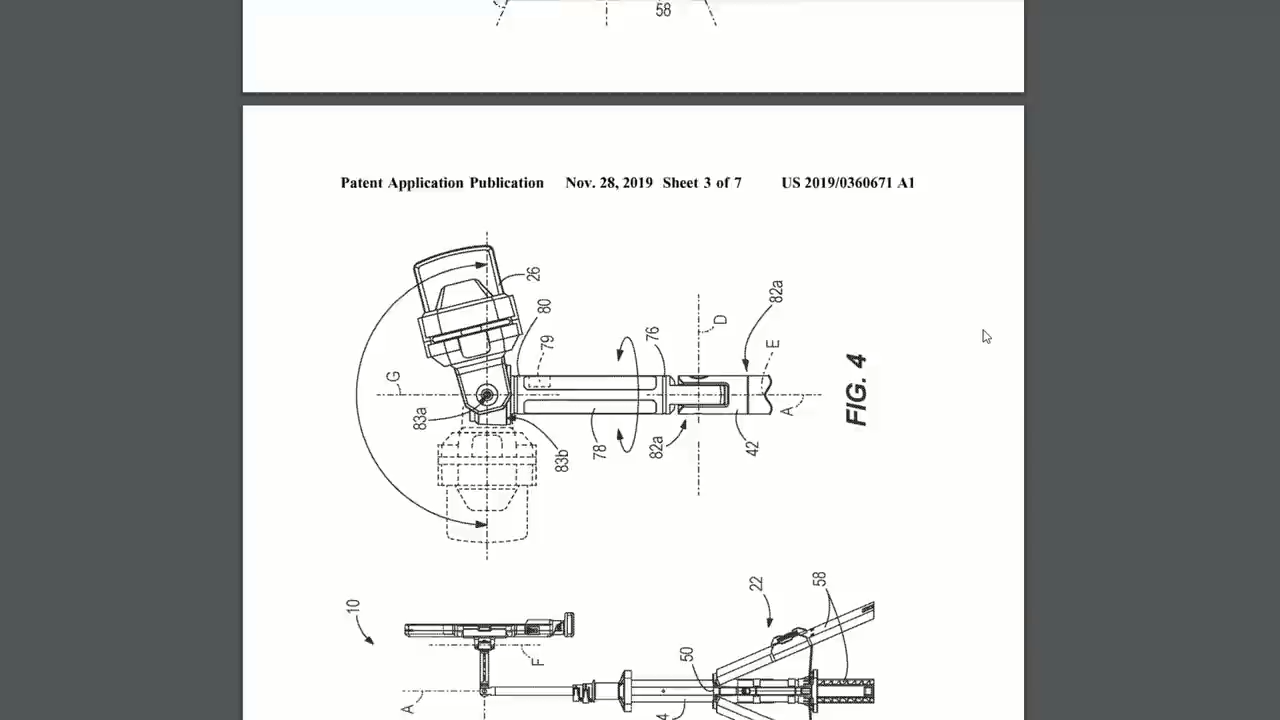 58
Patent Application Publication Nov. 28, 2019 Sheet 3 of 7 US 2019/0360671 A1
26
80
82a
79
76
D
E
G
83a
A
FIG. 4
83b
78
82a
42
10
22
58
F
50
A
4